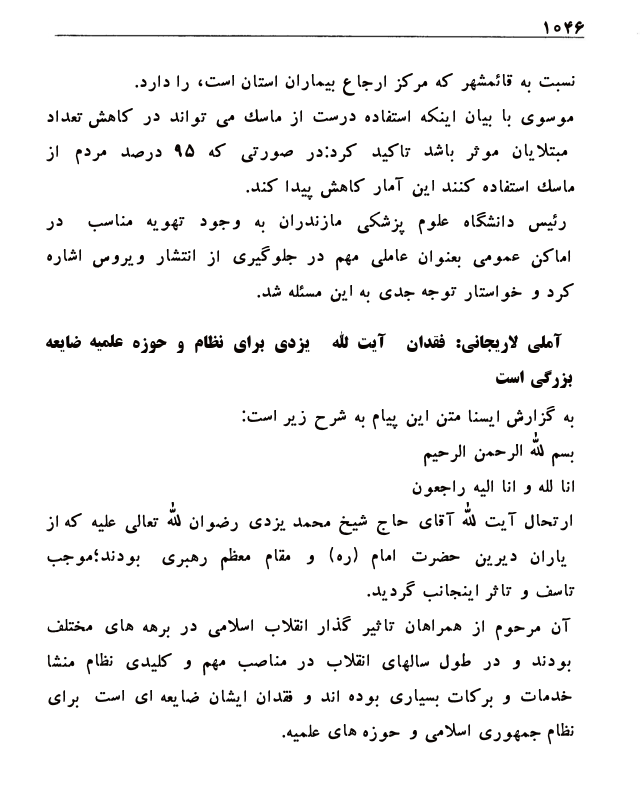 ۱۰۴۶
نسبت به قائمشهر که مرکز ارجاع بیماران استان است، را دارد.
موسوی با بیان اینکه استفاده درست از ماسك می تواند در کاهش تعداد
مبتلایان موثر باشد تاکید کرد:در صورتی که ۹۵ درصد مردم از
ماسك استفاده کنند این آمار کاهش پیدا کند.
رئیس دانشگاه علوم پزشکی مازندران به وجود تهویه مناسب در
اماکن عمومی بعنوان عاملی مهم در جلوگیری از انتشار ویروس اشاره
کرد و خواستار توجه جدی به این مسئله شد.
آملی لاریجانی: فقدان آیت لله یزدی برای نظام و حوزه علمیه ضایعه
بزرگی است
به گزارش ایسنا متن این پیام به شرح زیر است:
بسم لله الرحمن الرحیم
انا لله و انا الیه راجعون
ارتحال آیت لله آقای حاج شیخ محمد یزدی رضوان لله تعالی علیه که از
یاران دیرین حضرت امام (ره) و مقام معظم رهبری بودند؛موجب
تاسف و تاثر اینجانب گردید.
آن مرحوم از همراهان تاثیر گذار انقلاب اسلامی در برهه های مختلف
بودند و در طول سالهای انقلاب در مناصب مهم و کلیدی نظام منشا
خدمات و برکات بسیاری بوده اند و فقدان ایشان ضایعه ای است برای
نظام جمهوری اسلامی و حوزه های علمیه.